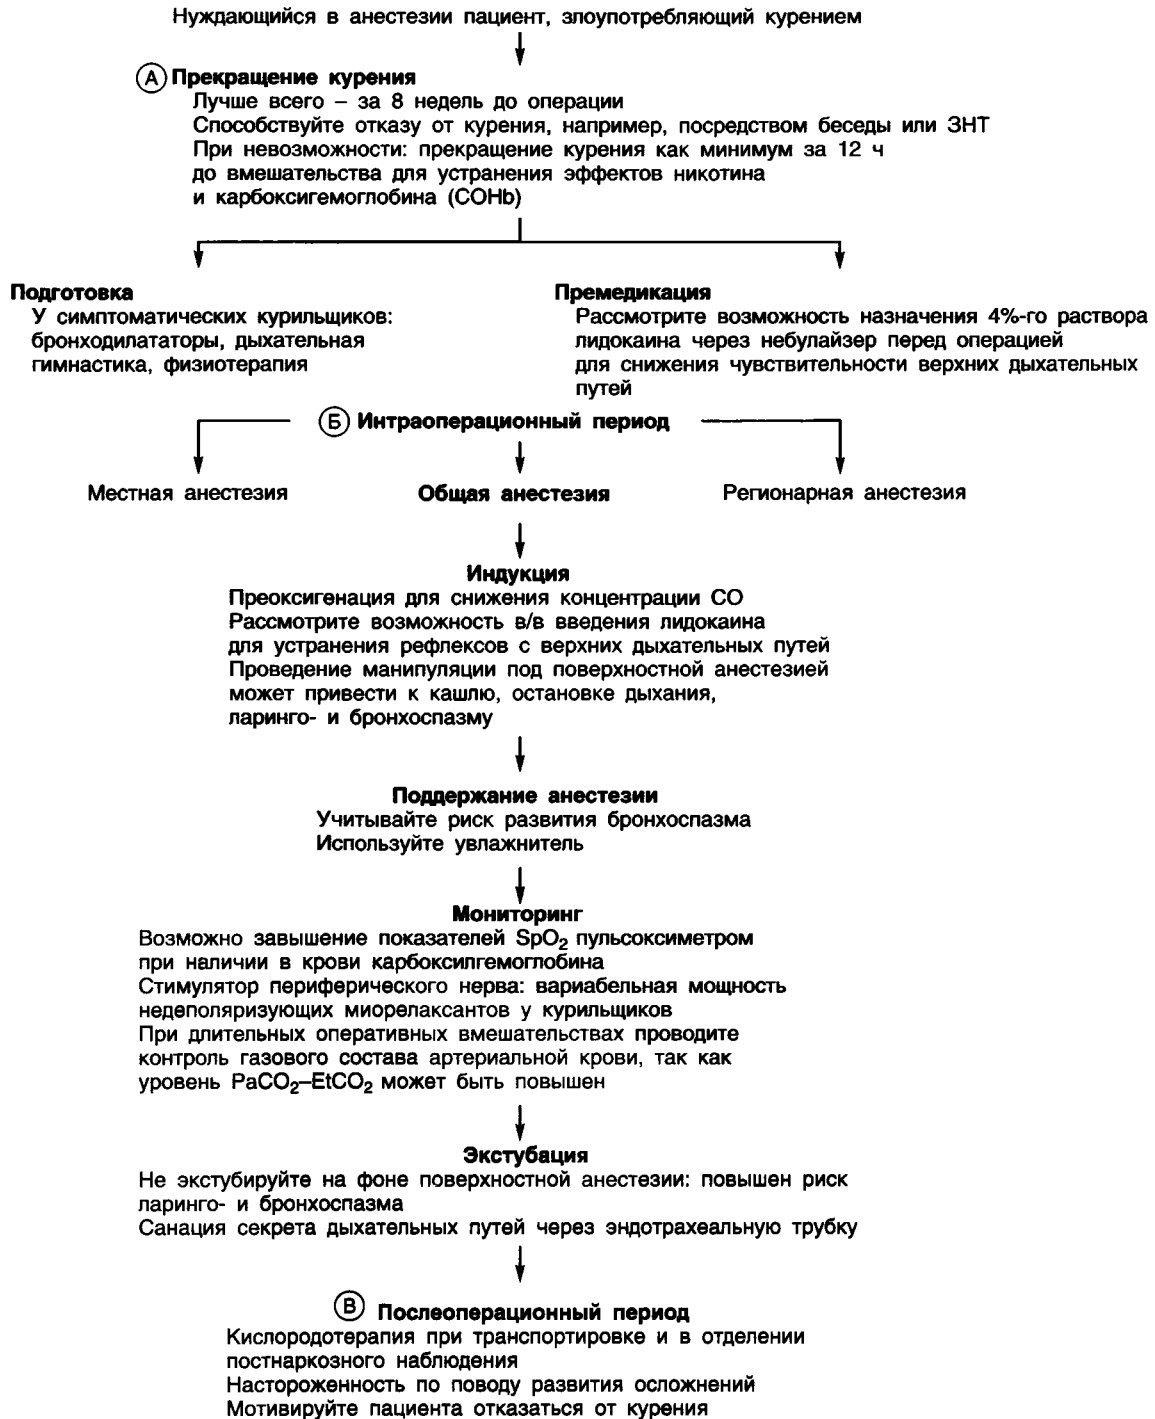 Нуждающийся в анестезии пациент, злоупотребляющий курением
А Прекращение курения
Лучше всего – за 8 недель до операции
Способствуйте отказу от курения, например, посредством беседы или ЗНТ
При невозможности: прекращение курения как минимум за 12 ч
до вмешательства для устранения эффектов никотина
и карбоксигемоглобина (COHb)
Подготовка
У симптоматических курильщиков:
бронходилататоры, дыхательная
гимнастика, физиотерапия
Премедикация
Рассмотрите возможность назначения 4%-го раствора
лидокаина через небулайзер перед операцией
для снижения чувствительности верхних дыхательных
путей
Б Интраоперационный период
Местная анестезия
Общая анестезия
Регионарная анестезия
Индукция
Преоксигенация для снижения концентрации СО
Рассмотрите возможность в/в введения лидокаина
для устранения рефлексов с верхних дыхательных путей
Проведение манипуляции под поверхностной анестезией
может привести к кашлю, остановке дыхания,
ларинго- и бронхоспазму
Поддержание анестезии
Учитывайте риск развития бронхоспазма
Используйте увлажнитель
Мониторинг
Возможно завышение показателей SpO₂ пульсоксиметром
при наличии в крови карбоксилгемоглобина
Стимулятор периферического нерва: вариабельная мощность
недеполяризующих миорелаксантов у курильщиков
При длительных оперативных вмешательствах проводите
контроль газового состава артериальной крови, так как
уровень PaCO₂–EtCO₂ может быть повышен
Экстубация
Не экстубируйте на фоне поверхностной анестезии: повышен риск
ларинго- и бронхоспазма
Санация секрета дыхательных путей через эндотрахеальную трубку
В Послеоперационный период
Кислородотерапия при транспортировке и в отделении
постнаркозного наблюдения
Настороженность по поводу развития осложнений
Мотивируйте пациента отказаться от курения